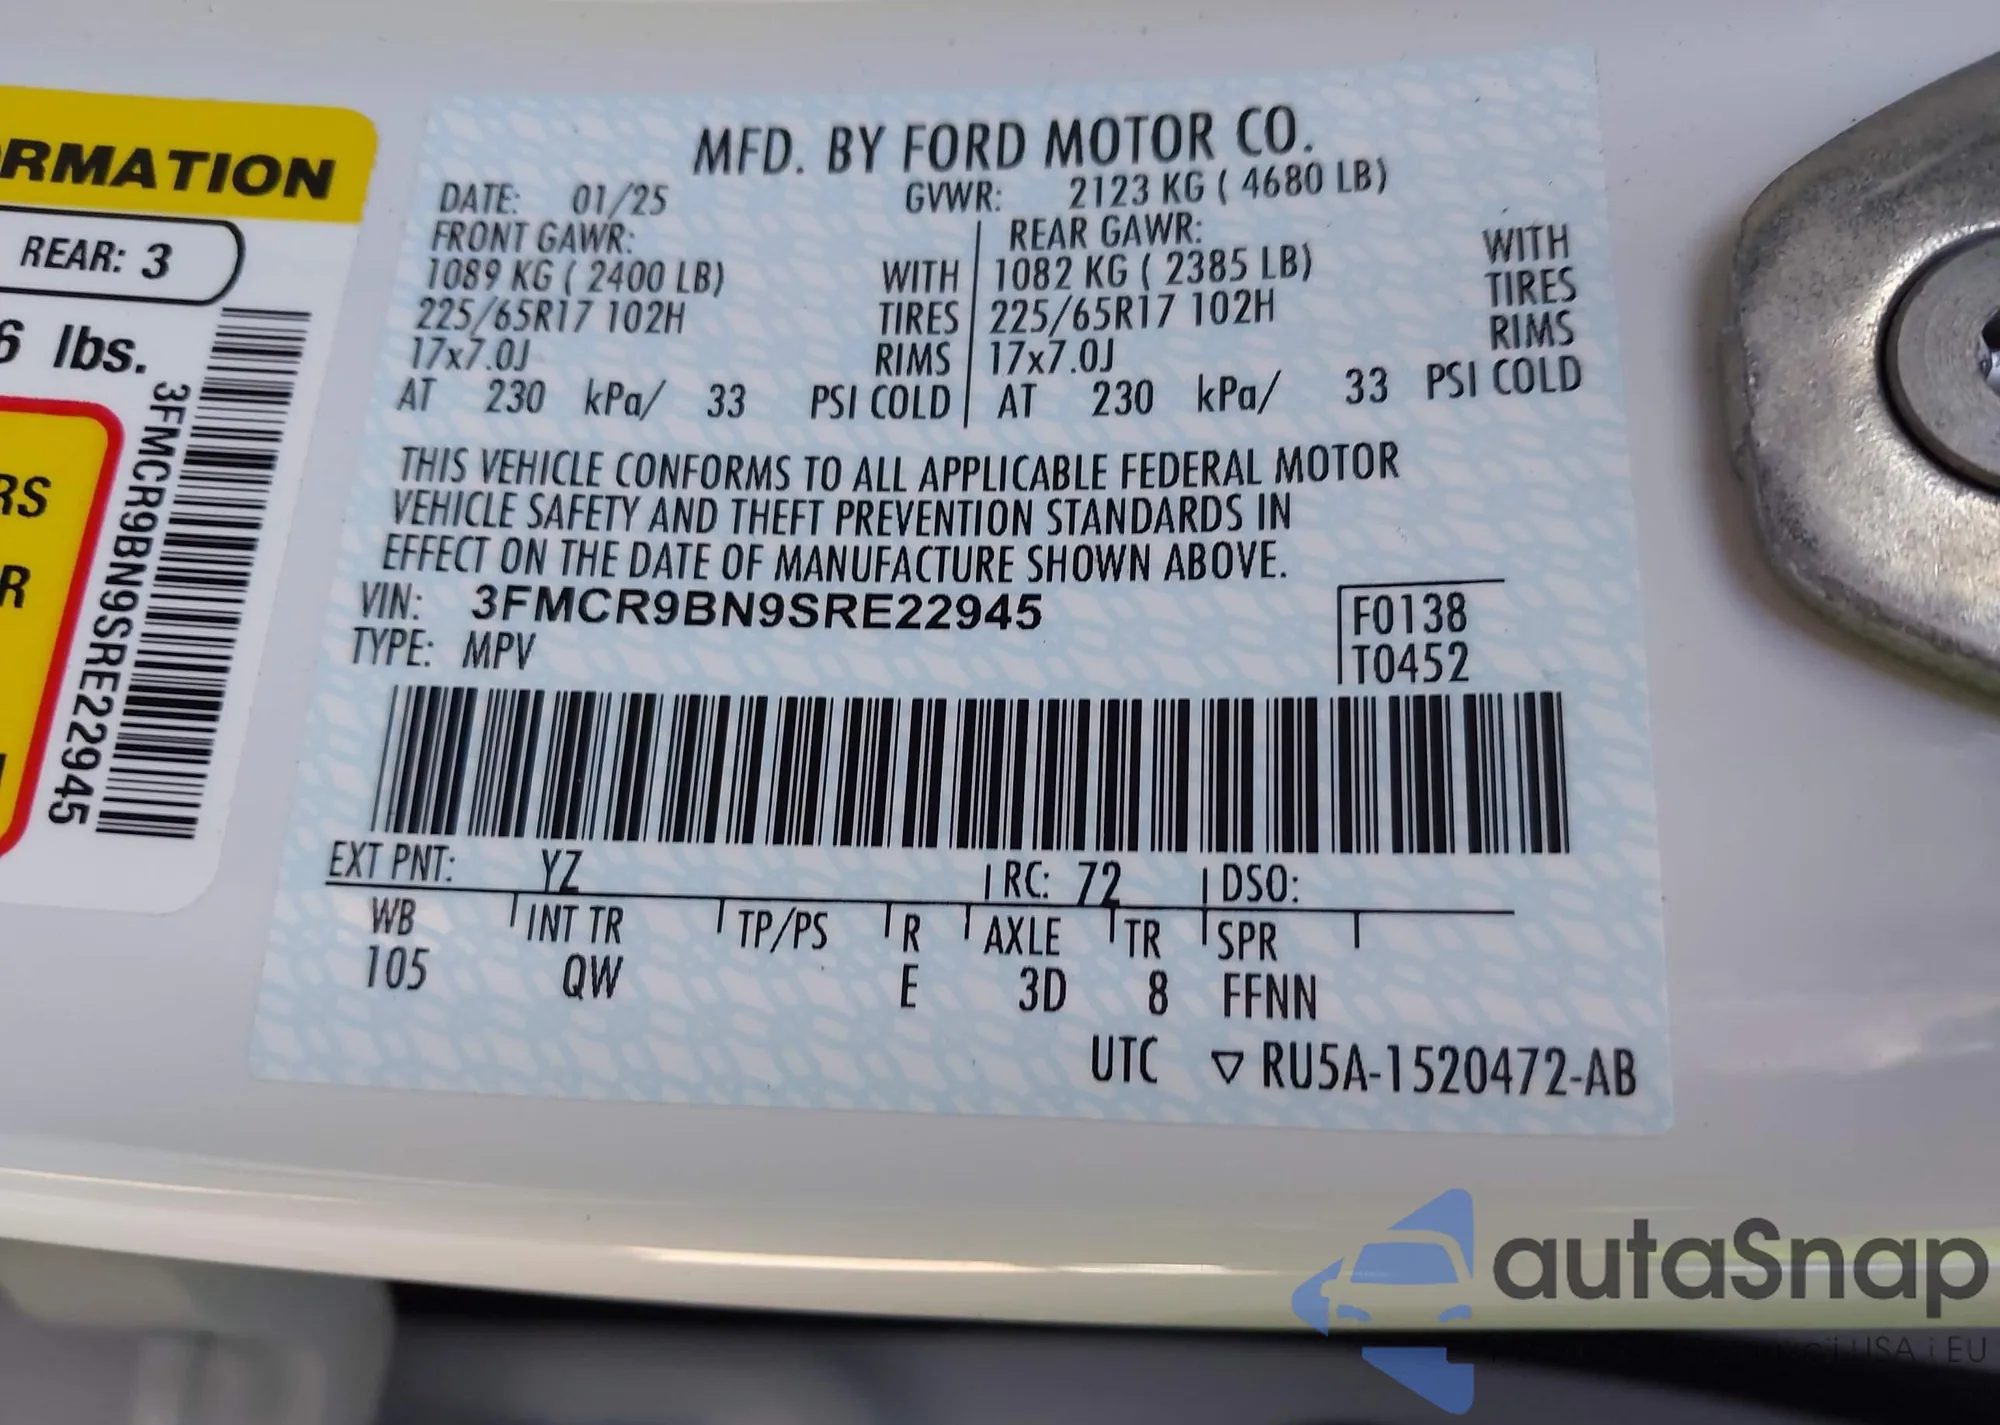 RMATION
REAR: 3
6 lbs.
RS
R
3FMCR9BN9SRE22945
MFD. BY FORD MOTOR CO.
DATE: 01/25 GVWR: 2123 KG ( 4680 LB)
FRONT GAWR: REAR GAWR:
1089 KG ( 2400 LB) WITH 1082 KG ( 2385 LB) WITH
225/65R17 102H TIRES 225/65R17 102H TIRES
17x7.0J RIMS 17x7.0J RIMS
AT 230 kPa/ 33 PSI COLD AT 230 kPa/ 33 PSI COLD
THIS VEHICLE CONFORMS TO ALL APPLICABLE FEDERAL MOTOR
VEHICLE SAFETY AND THEFT PREVENTION STANDARDS IN
EFFECT ON THE DATE OF MANUFACTURE SHOWN ABOVE.
VIN: 3FMCR9BN9SRE22945 F0138
TYPE: MPV T0452
EXT PNT: YZ RC: 72 DSO:
WB INT TR TP/PS R AXLE TR SPR
105 QW E 3D 8 FFNN
UTC ▽ RU5A-1520472-AB
autaSnap
USA i EU